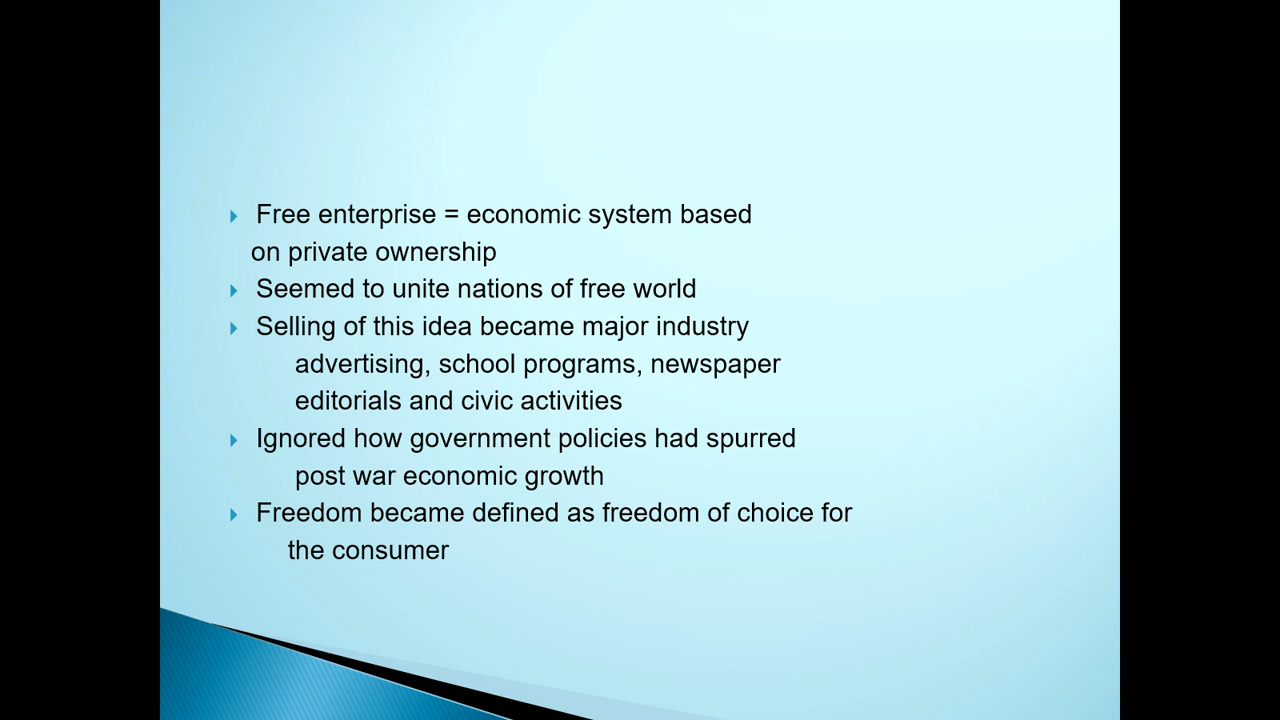 Free enterprise = economic system based
on private ownership
Seemed to unite nations of free world
Selling of this idea became major industry
advertising, school programs, newspaper
editorials and civic activities
Ignored how government policies had spurred
post war economic growth
Freedom became defined as freedom of choice for
the consumer